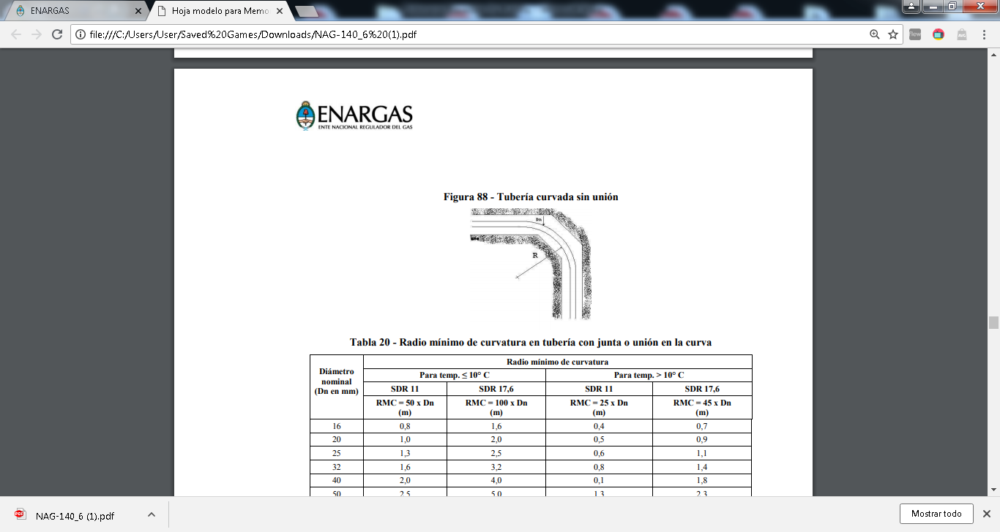 ENARGAS
Hoja modelo para Memo
file:///C:/Users/User/Saved%20Games/Downloads/NAG-140_6%20(1).pdf
ENARGAS
ENTE NACIONAL REGULADOR DEL GAS
Figura 88 - Tubería curvada sin unión
Dn
R
Tabla 20 - Radio mínimo de curvatura en tubería con junta o unión en la curva
Diámetro nominal (Dn en mm) Radio mínimo de curvatura
Para temp. ≤ 10° C Para temp. > 10° C
SDR 11 SDR 17,6 SDR 11 SDR 17,6
RMC = 50 x Dn (m) RMC = 100 x Dn (m) RMC = 25 x Dn (m) RMC = 45 x Dn (m)
16 0,8 1,6 0,4 0,7
20 1,0 2,0 0,5 0,9
25 1,3 2,5 0,6 1,1
32 1,6 3,2 0,8 1,4
40 2,0 4,0 0,1 1,8
50 2,5 5,0 1,3 2,3
NAG-140_6 (1).pdf
Mostrar todo